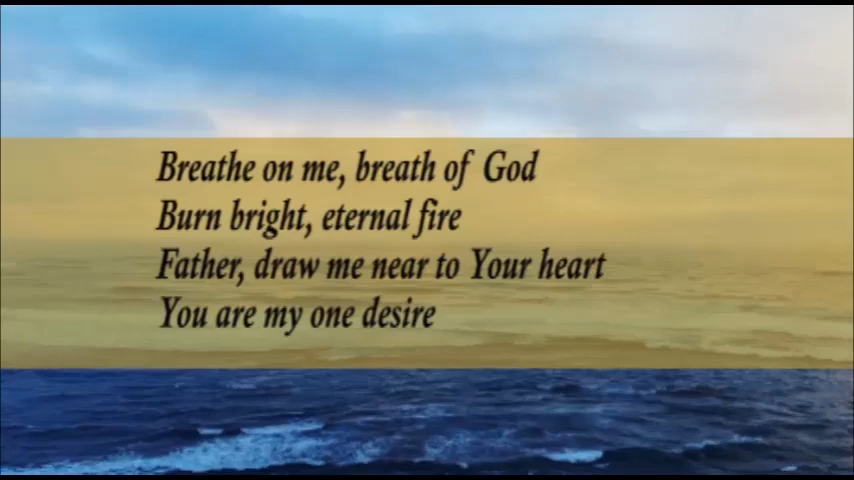 Breathe on me, breath of God
Burn bright, eternal fire
Father, draw me near to Your heart
You are my one desire